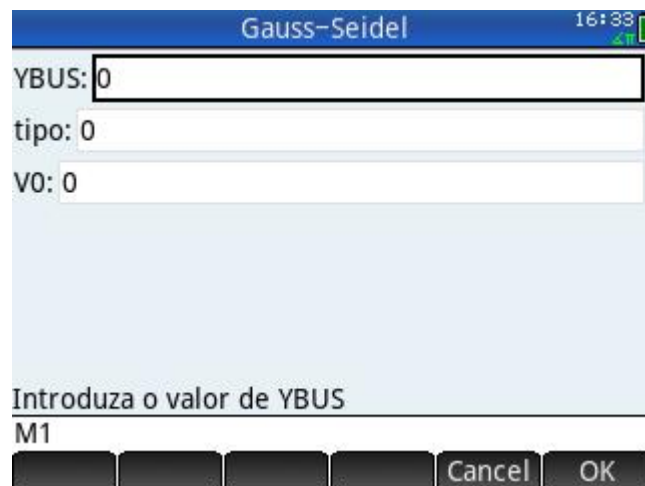 Gauss-Seidel 16:33
∡π
YBUS: 0
tipo: 0
V0: 0
Introduza o valor de YBUS
M1
Cancel OK